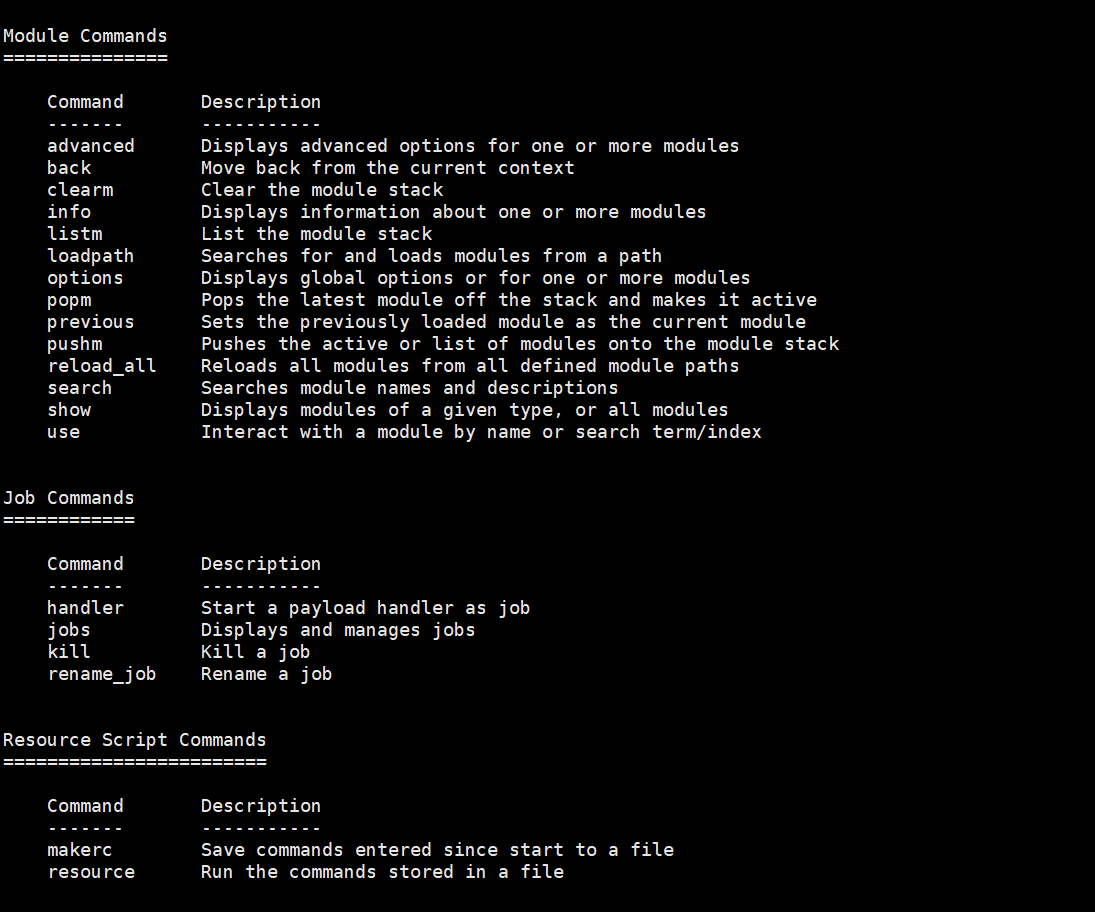 Module Commands
===============
Command       Description
-------       -----------
advanced      Displays advanced options for one or more modules
back          Move back from the current context
clearm        Clear the module stack
info          Displays information about one or more modules
listm         List the module stack
loadpath      Searches for and loads modules from a path
options       Displays global options or for one or more modules
popm          Pops the latest module off the stack and makes it active
previous      Sets the previously loaded module as the current module
pushm         Pushes the active or list of modules onto the module stack
reload_all    Reloads all modules from all defined module paths
search        Searches module names and descriptions
show          Displays modules of a given type, or all modules
use           Interact with a module by name or search term/index
Job Commands
============
Command       Description
-------       -----------
handler       Start a payload handler as job
jobs          Displays and manages jobs
kill          Kill a job
rename_job    Rename a job
Resource Script Commands
========================
Command       Description
-------       -----------
makerc        Save commands entered since start to a file
resource      Run the commands stored in a file